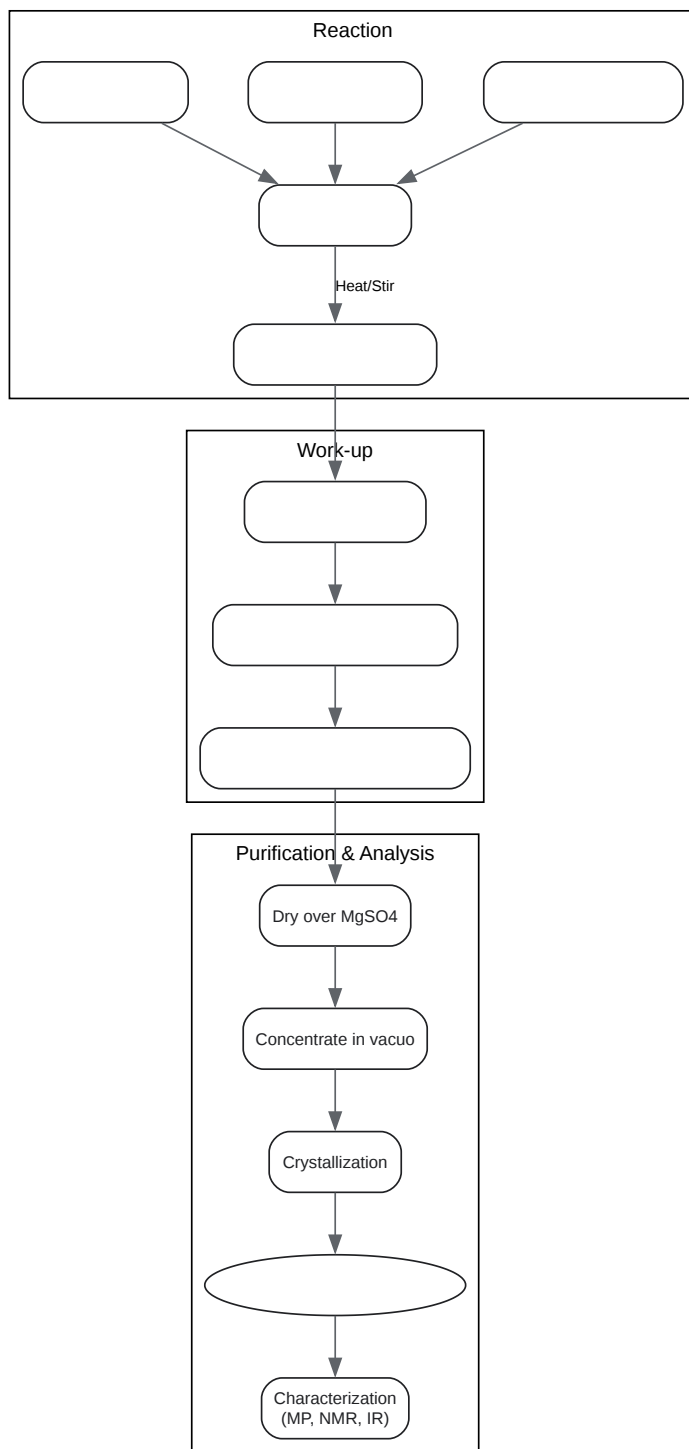 Reaction
Heat/Stir
Work-up
Purification & Analysis
Dry over MgSO4
Concentrate in vacuo
Crystallization
Characterization
(MP, NMR, IR)